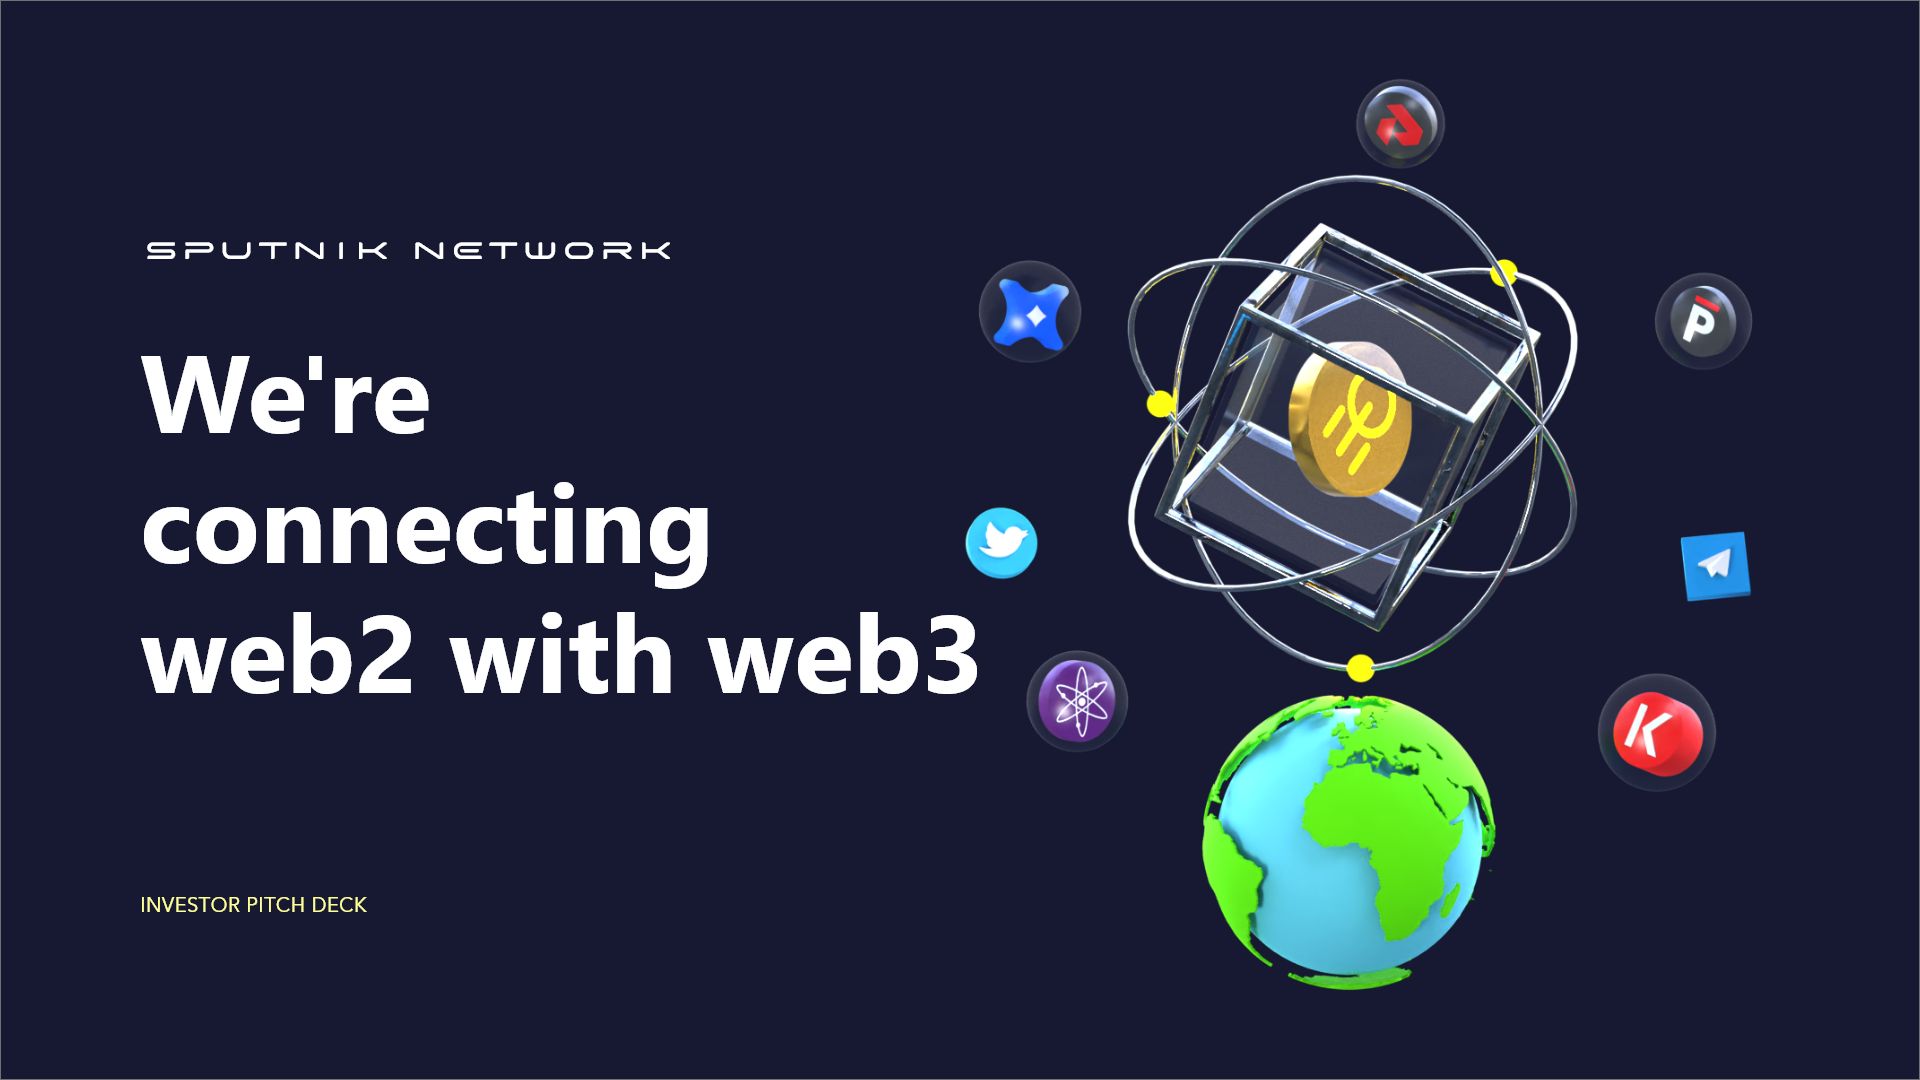 SPUTNIK NETWORK
We're
connecting
web2 with web3
INVESTOR PITCH DECK
P
K